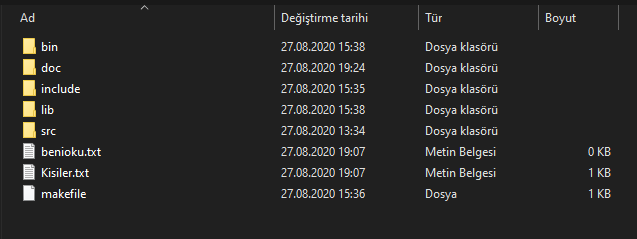 Ad Değiştirme tarihi Tür Boyut
bin 27.08.2020 15:38 Dosya klasörü
doc 27.08.2020 19:24 Dosya klasörü
include 27.08.2020 15:35 Dosya klasörü
lib 27.08.2020 15:38 Dosya klasörü
src 27.08.2020 13:34 Dosya klasörü
benioku.txt 27.08.2020 19:07 Metin Belgesi 0 KB
Kisiler.txt 27.08.2020 19:07 Metin Belgesi 1 KB
makefile 27.08.2020 15:36 Dosya 1 KB